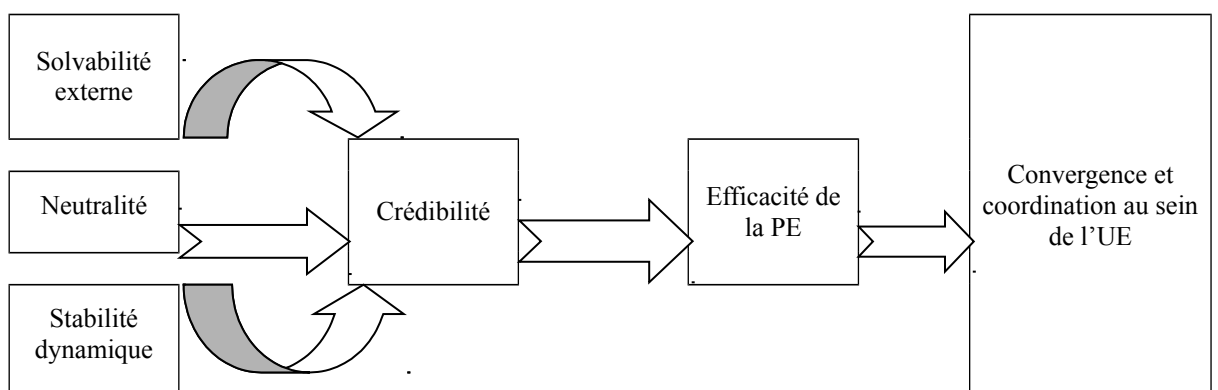 Solvabilité
externe
Neutralité
Stabilité
dynamique
Crédibilité
Efficacité de
la PE
Convergence et
coordination au sein
de l’UE